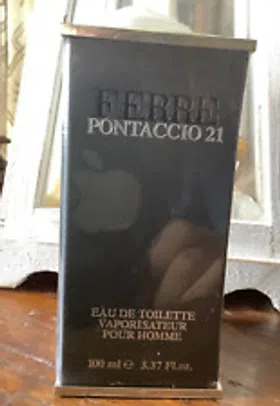 FERRE
PONTACCIO 21
EAU DE TOILETTE
VAPORISATEUR
POUR HOMME
100 ml ℮ 3.37 Fl.oz.